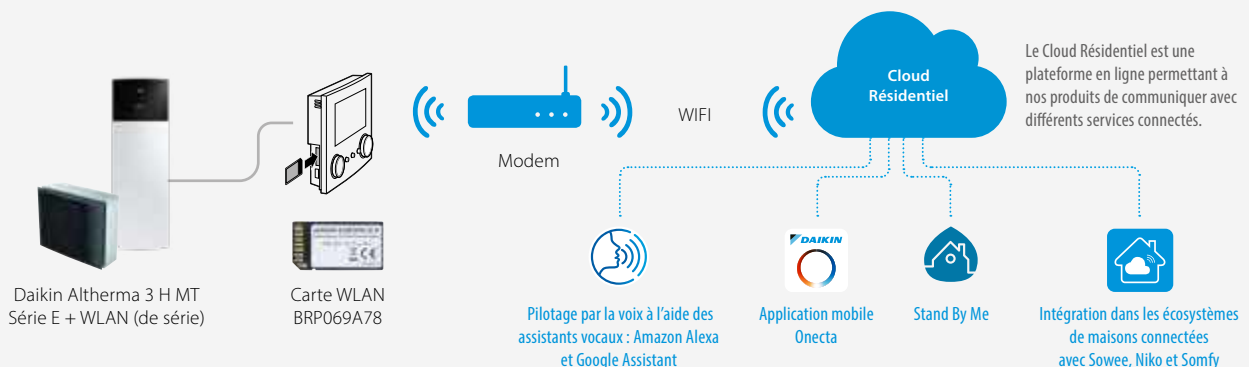 Le Cloud Résidentiel est une
plateforme en ligne permettant à
nos produits de communiquer avec
différents services connectés.
Cloud
Résidentiel
WIFI
Modem
Daikin Altherma 3 H MT
Série E + WLAN (de série)
Carte WLAN
BRP069A78
Pilotage par la voix à l'aide des
assistants vocaux : Amazon Alexa
et Google Assistant
DAIKIN
Application mobile
Onecta
Stand By Me
Intégration dans les écosystèmes
de maisons connectées
avec Sowee, Niko et Somfy